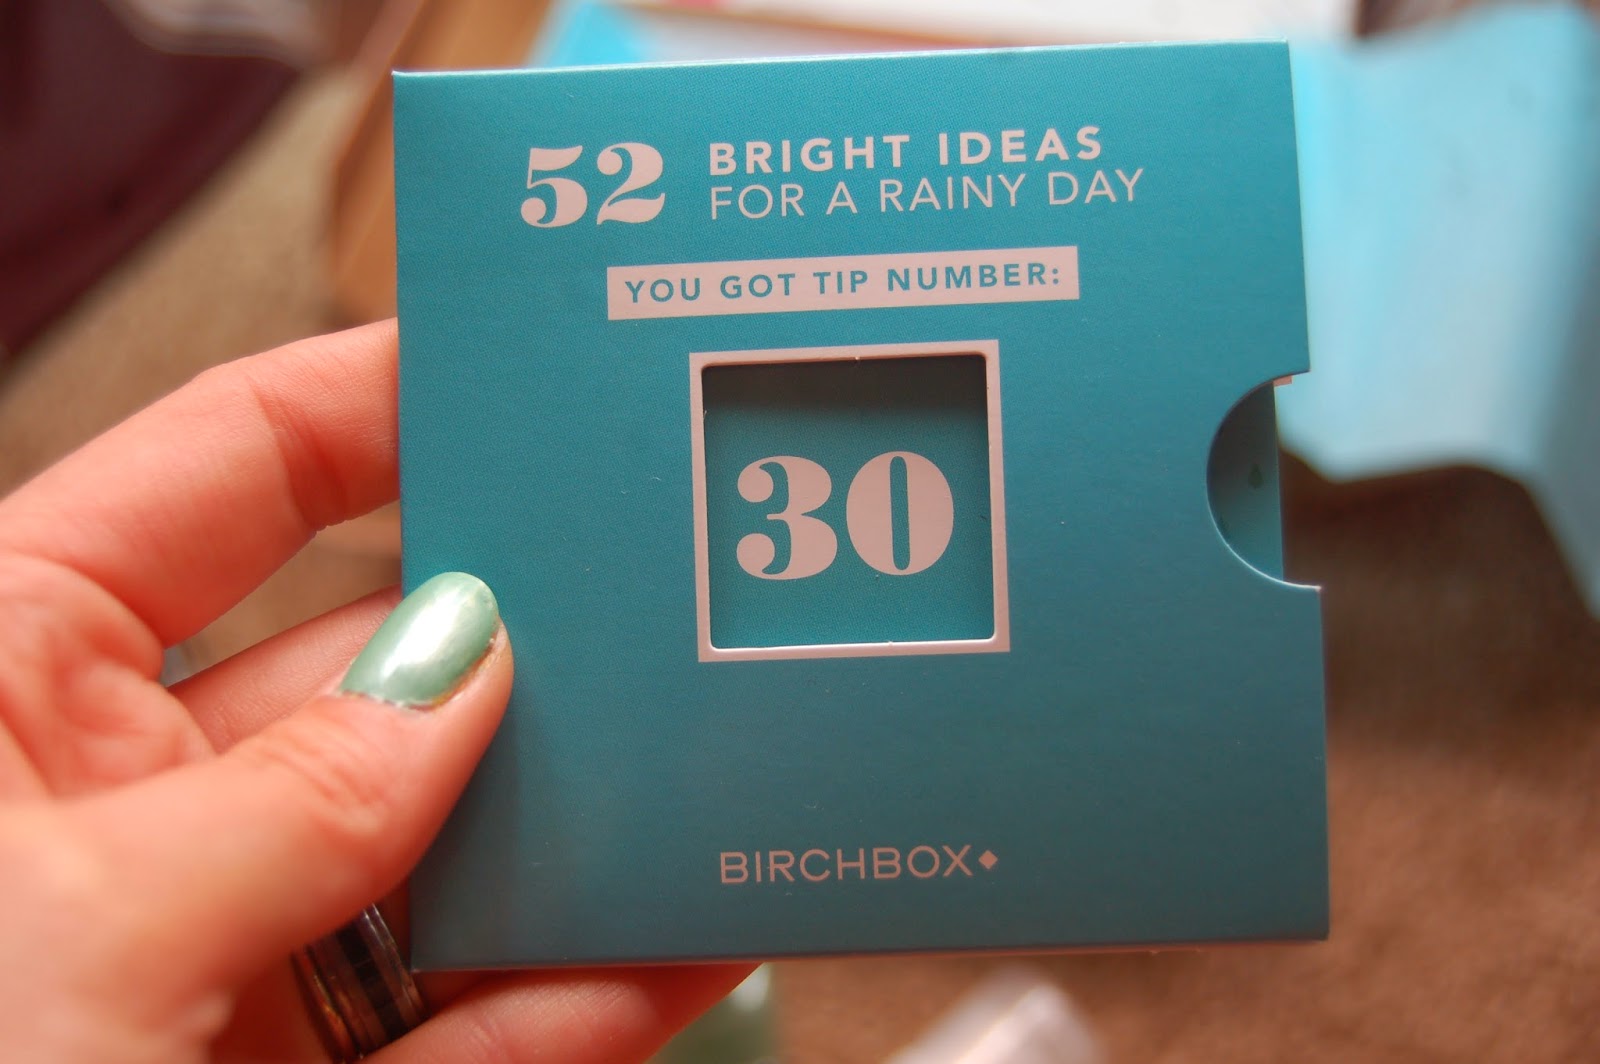 52 BRIGHT IDEAS
FOR A RAINY DAY
YOU GOT TIP NUMBER:
30
BIRCHBOX